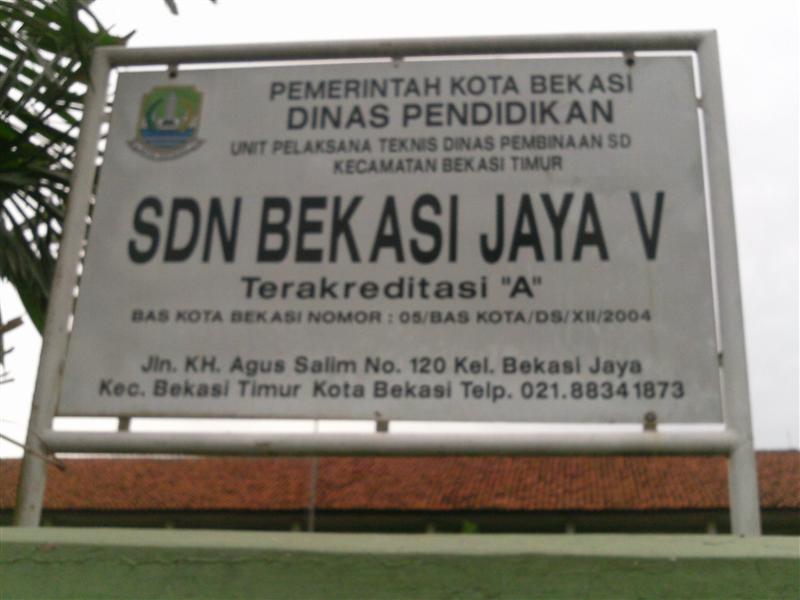 PEMERINTAH KOTA BEKASI
DINAS PENDIDIKAN
UNIT PELAKSANA TEKNIS DINAS PEMBINAAN SD
KECAMATAN BEKASI TIMUR
SDN BEKASI JAYA V
Terakreditasi "A"
BAS KOTA BEKASI NOMOR : 05/BAS KOTA/DS/XII/2004
Jln. KH. Agus Salim No. 120 Kel. Bekasi Jaya
Kec. Bekasi Timur Kota Bekasi Telp. 021.88341873